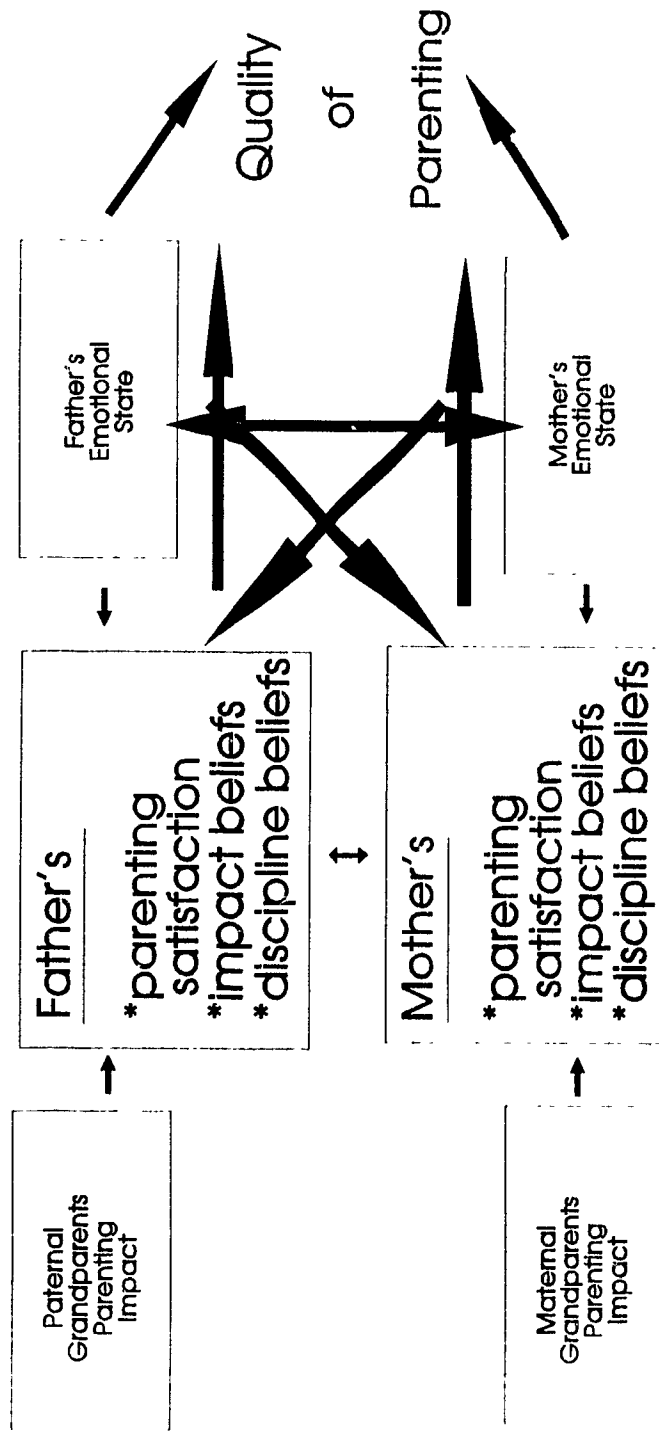 Paternal
Grandparents
Parenting
Impact
Father's
*parenting
satisfaction
*impact beliefs
*discipline beliefs
Father's
Emotional
State
Maternal
Grandparents
Parenting
Impact
Mother's
*parenting
satisfaction
*impact beliefs
*discipline beliefs
Mother's
Emotional
State
Quality
of
Parenting